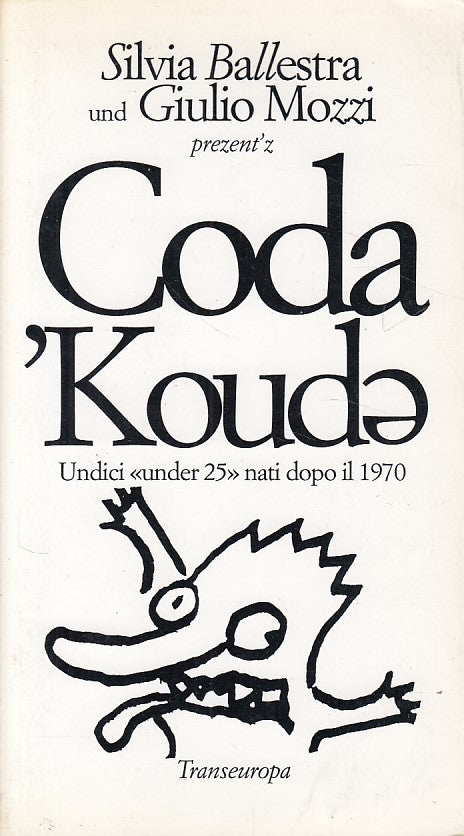 Silvia Ballestra
und Giulio Mozzi
prezent'z
Coda
'Koudə
Undici «under 25» nati dopo il 1970
Transeuropa